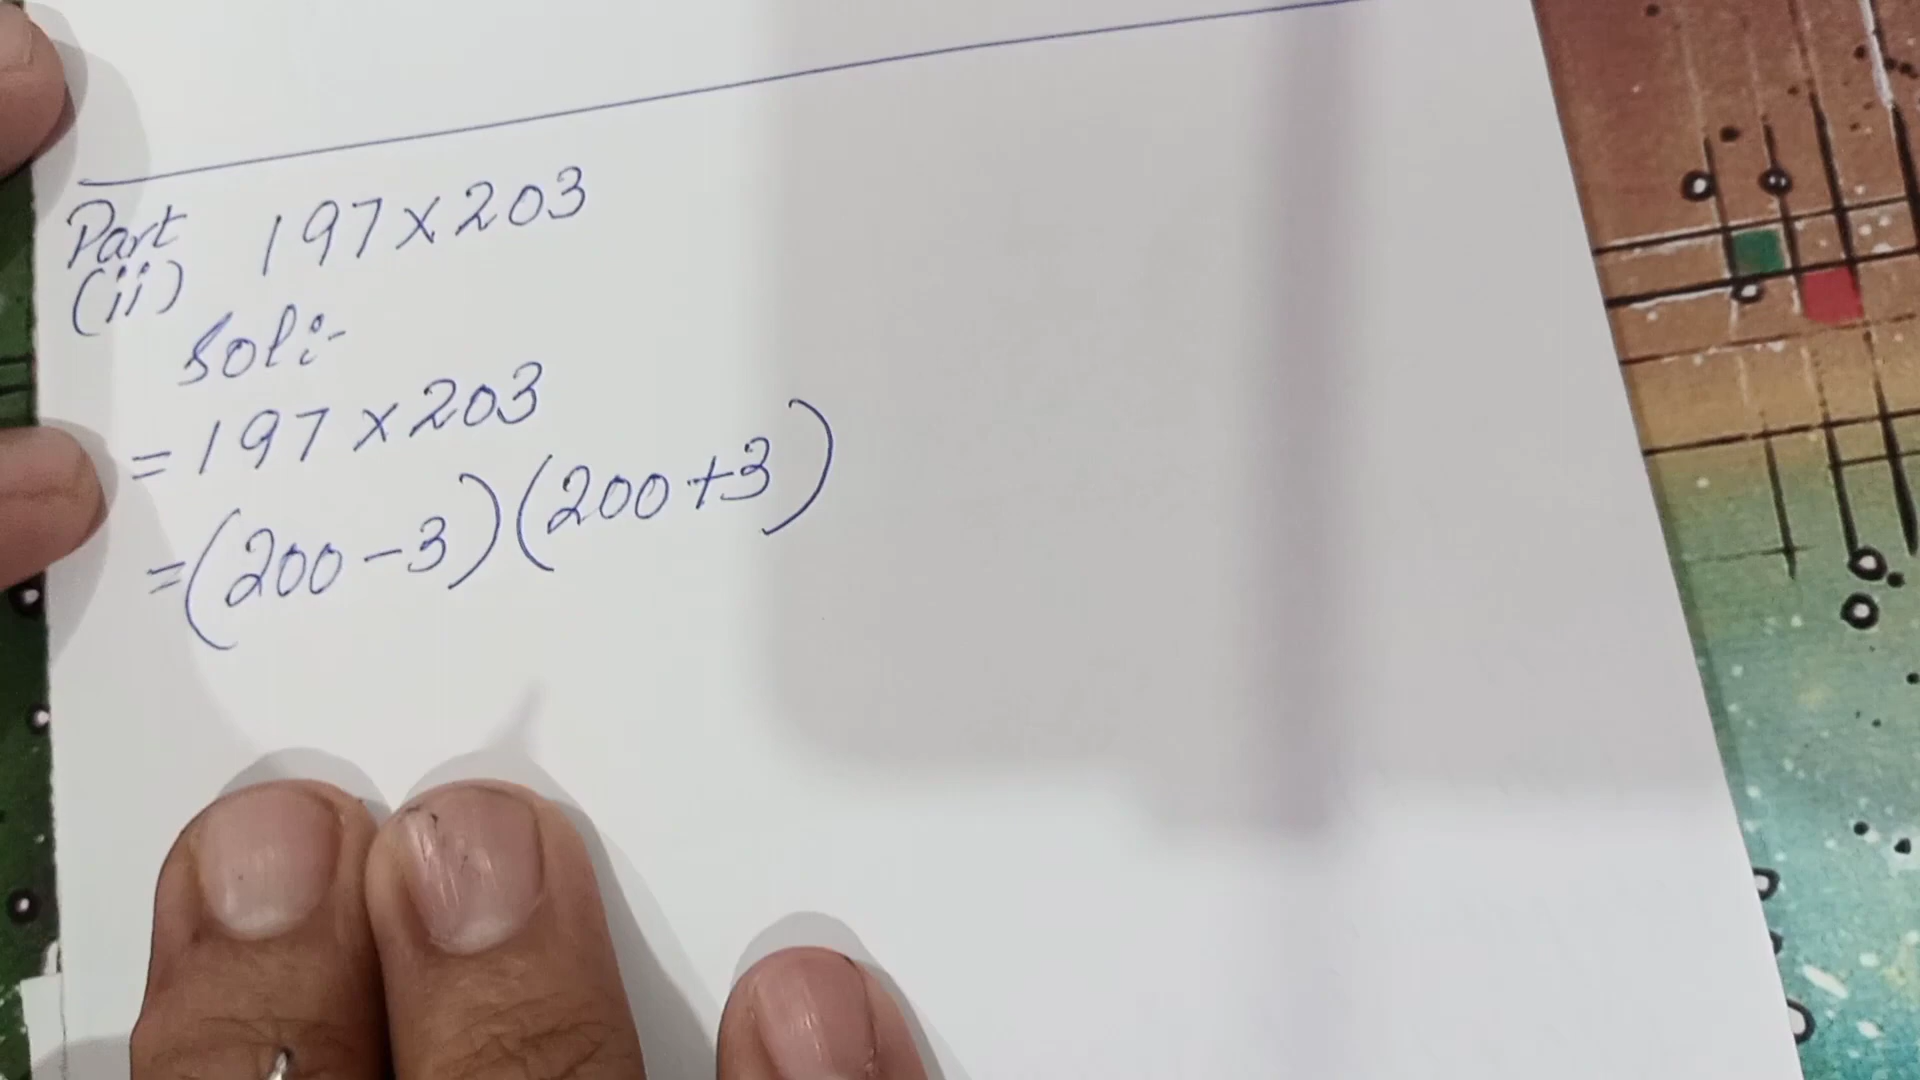 Part 197×203
(ii)
Sol:-
=197×203
=(200-3)(200+3)